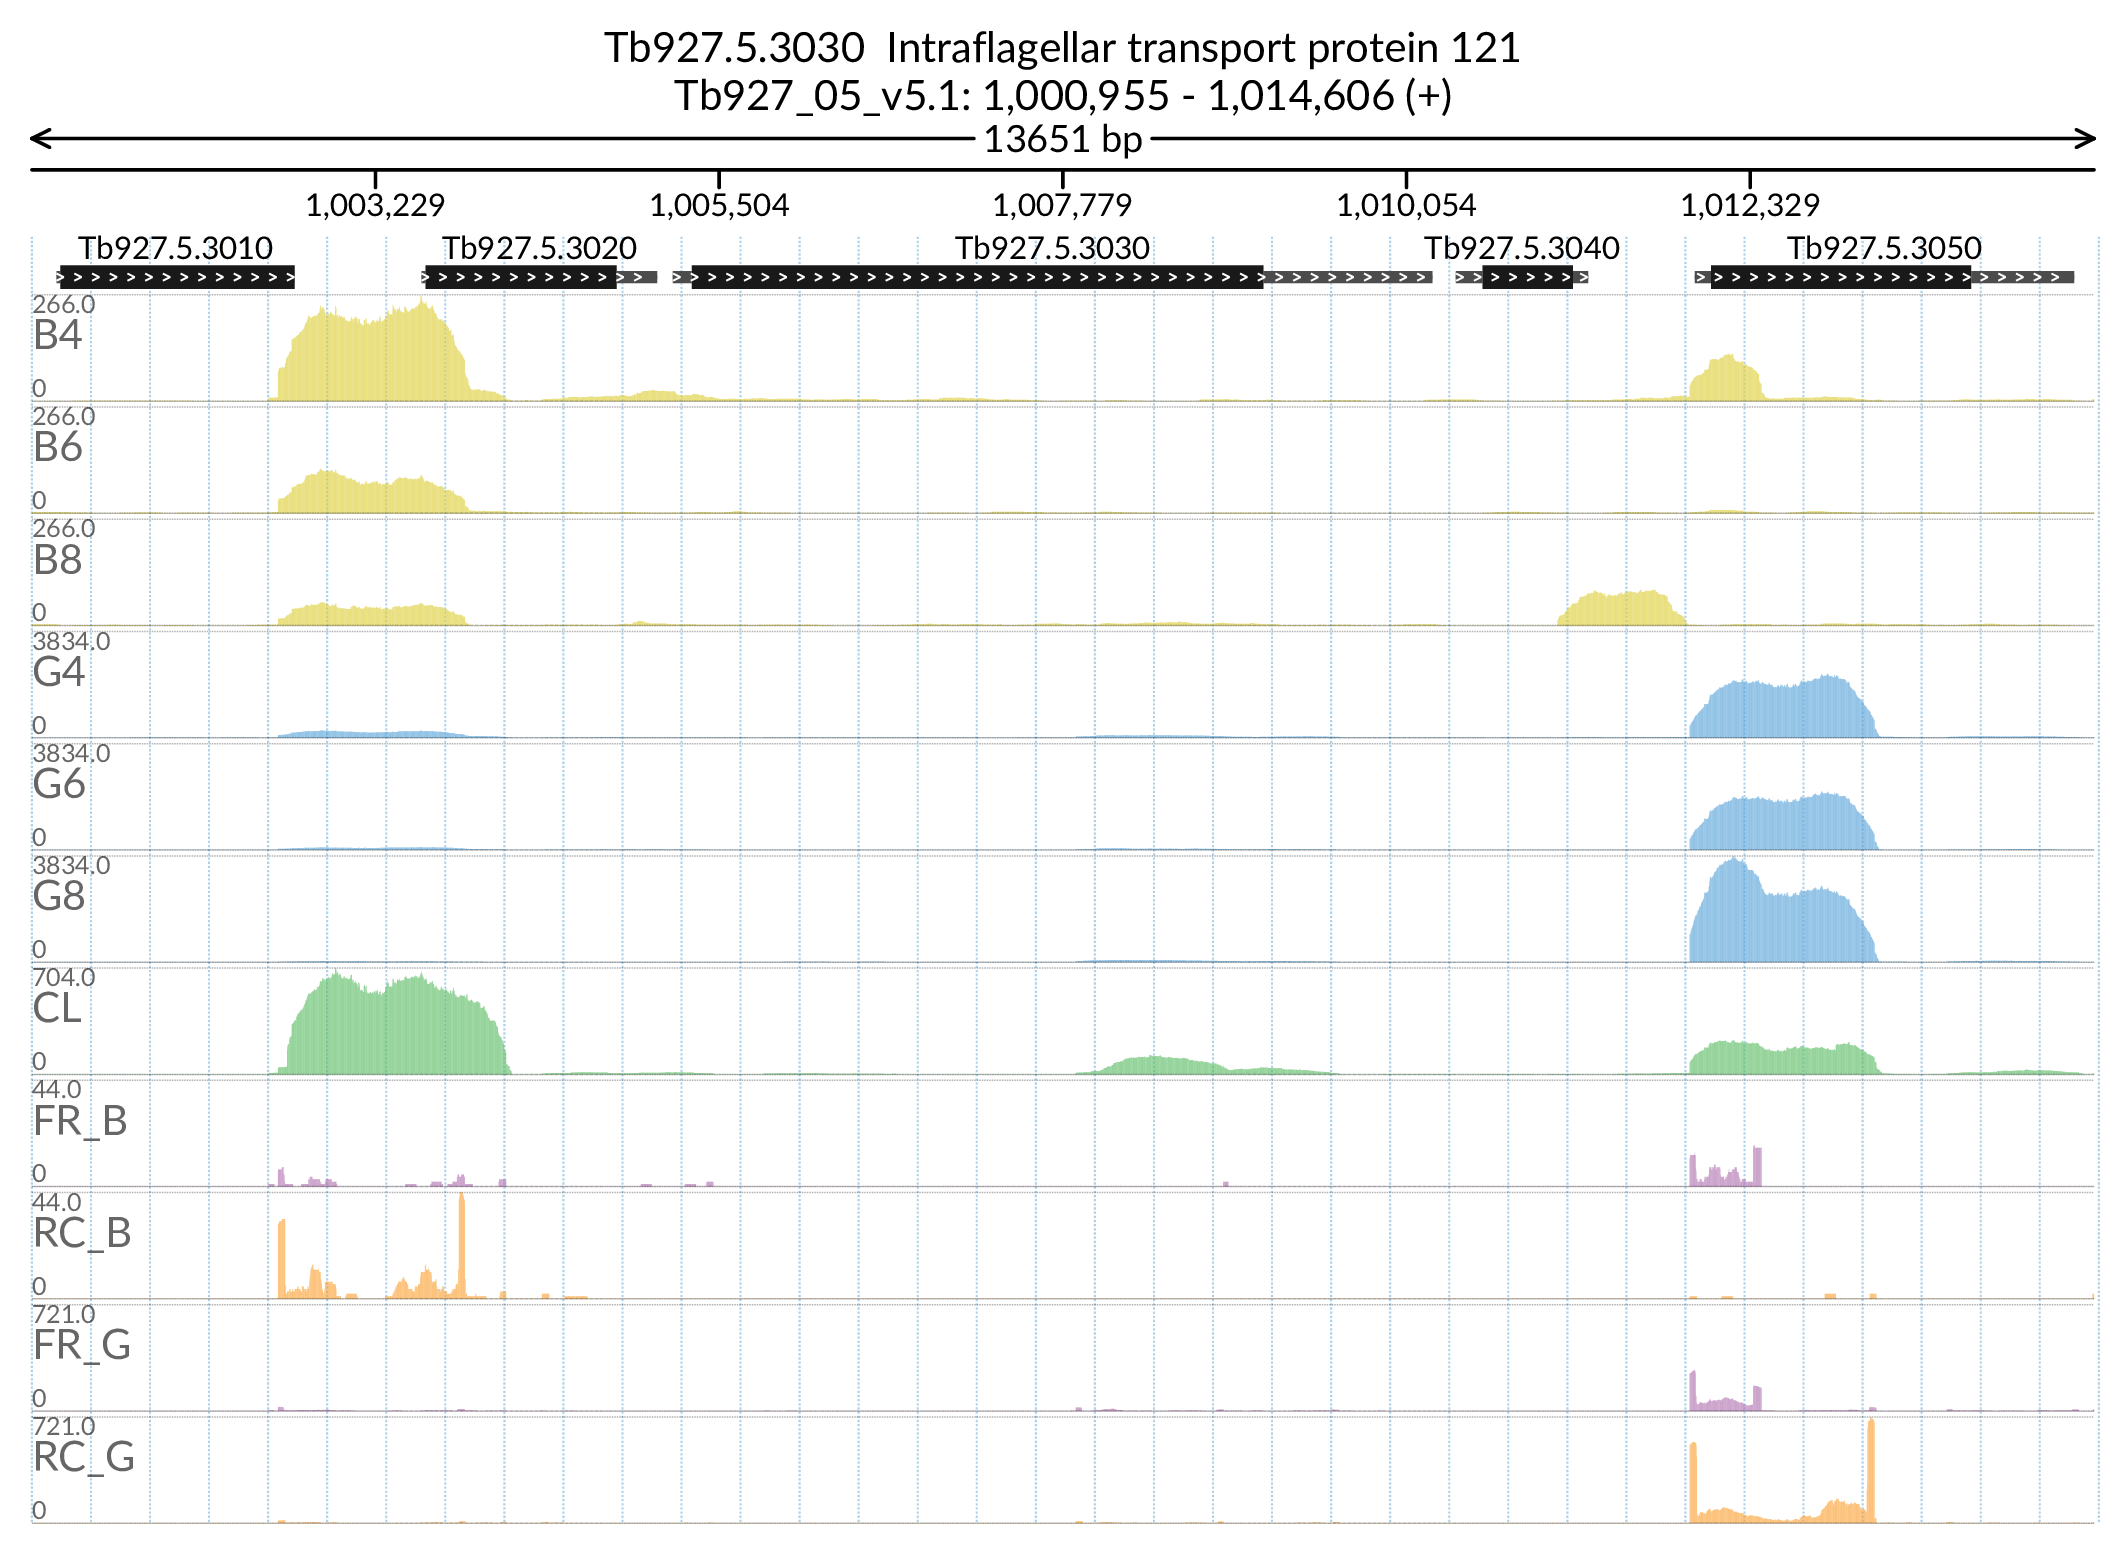 Tb927.5.3030  Intraflagellar transport protein 121
Tb927_05_v5.1: 1,000,955 - 1,014,606 (+)
13651 bp
1,003,229 1,005,504 1,007,779 1,010,054 1,012,329
Tb927.5.3010 Tb927.5.3020 Tb927.5.3030 Tb927.5.3040 Tb927.5.3050
266.0
B4
0
266.0
B6
0
266.0
B8
0
3834.0
G4
0
3834.0
G6
0
3834.0
G8
0
704.0
CL
0
44.0
FR_B
0
44.0
RC_B
0
721.0
FR_G
0
721.0
RC_G
0